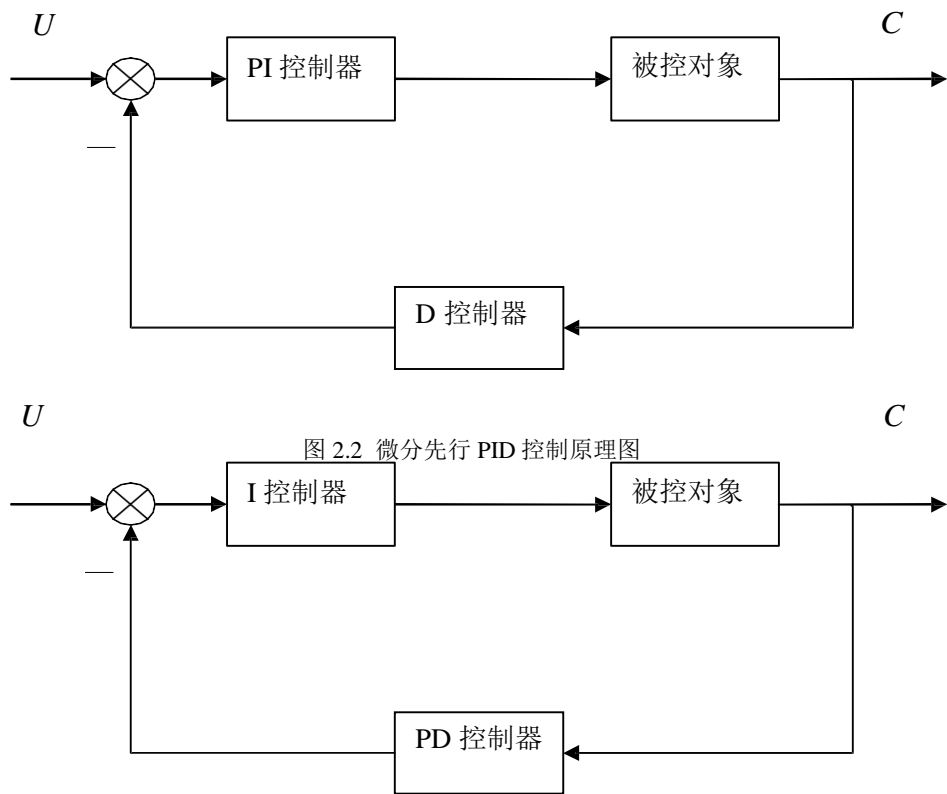 U
C
PI 控制器
被控对象
—
D 控制器
U
C
图 2.2 微分先行 PID 控制原理图
I 控制器
被控对象
—
PD 控制器